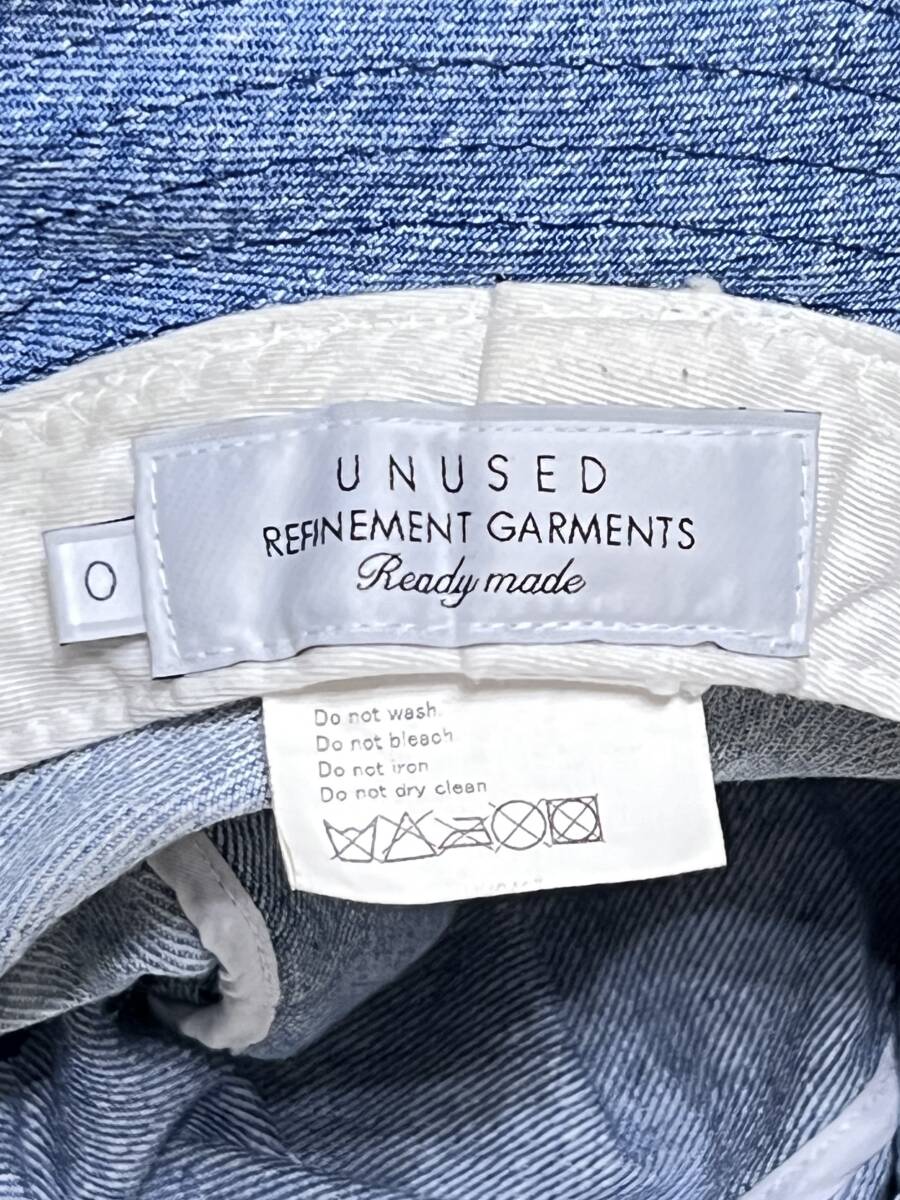 UNUSED
REFINEMENT GARMENTS
Ready made
O
Do not wash.
Do not bleach
Do not iron
Do not dry clean